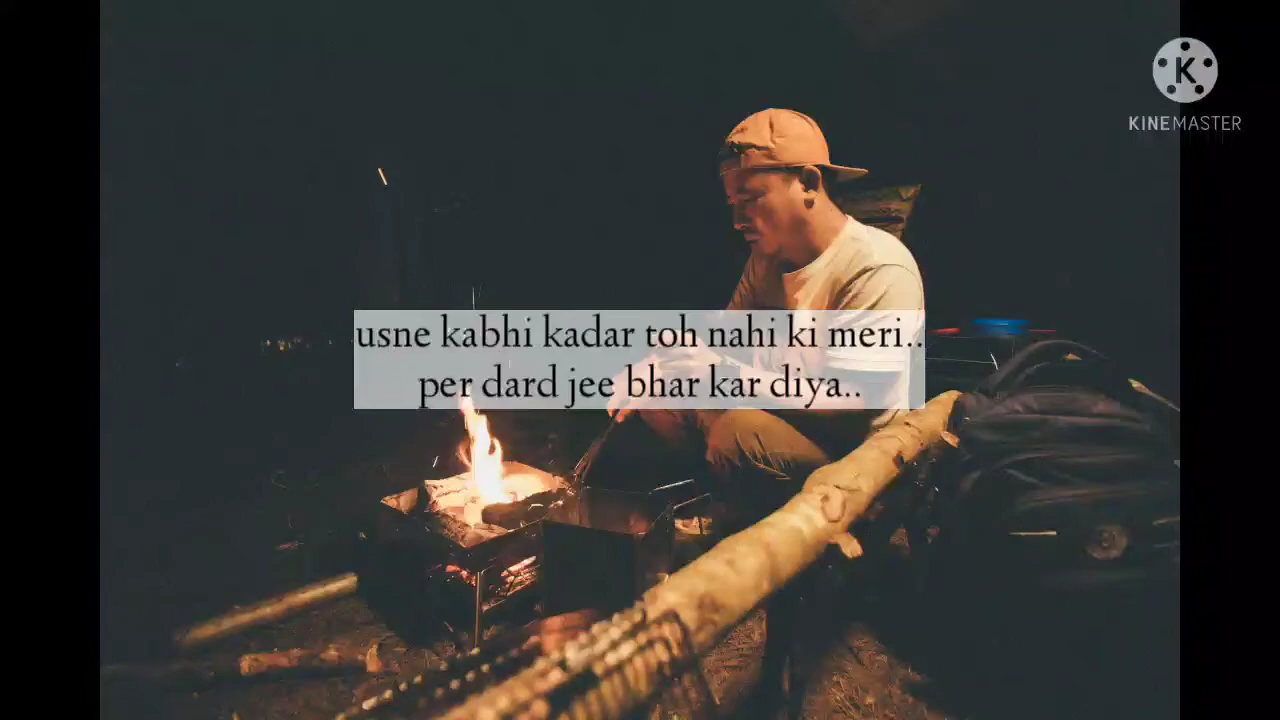 KINEMASTER
usne kabhi kadar toh nahi ki meri..
per dard jee bhar kar diya..